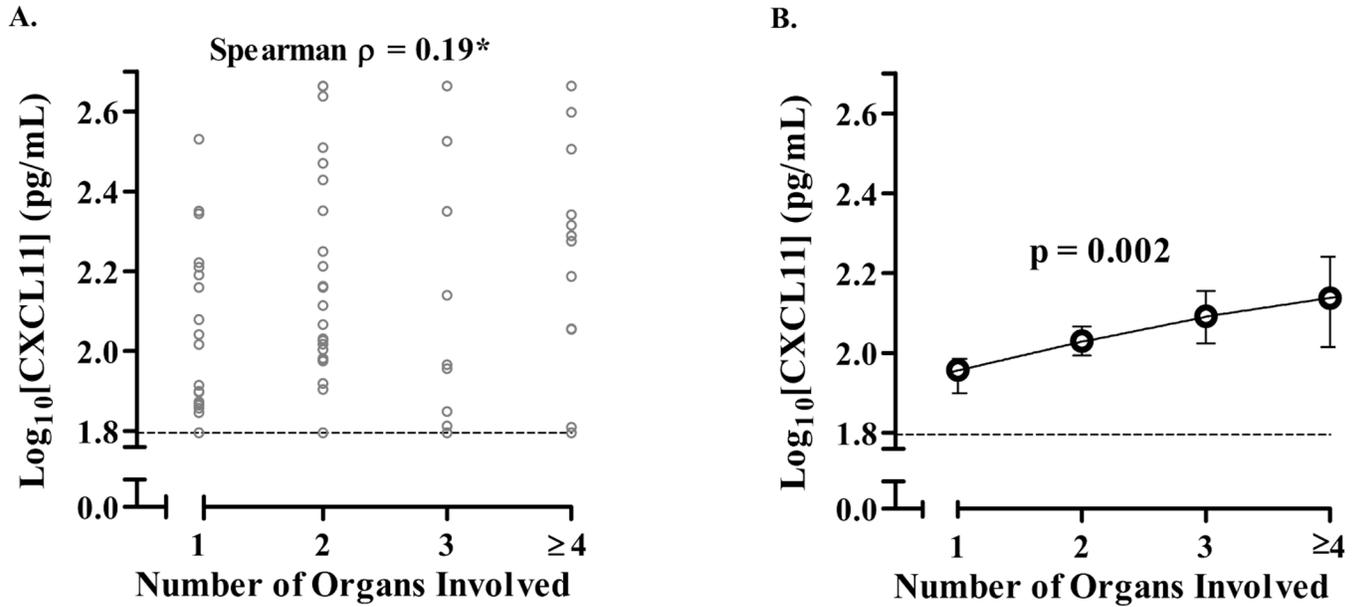 A.
Spearman ρ = 0.19*
Log10[CXCL11] (pg/mL)
2.6
2.4
2.2
2.0
1.8
0.0
1 2 3 ≥4
Number of Organs Involved
B.
Log10[CXCL11] (pg/mL)
2.6
2.4
2.2
2.0
1.8
0.0
p = 0.002
1 2 3 ≥4
Number of Organs Involved